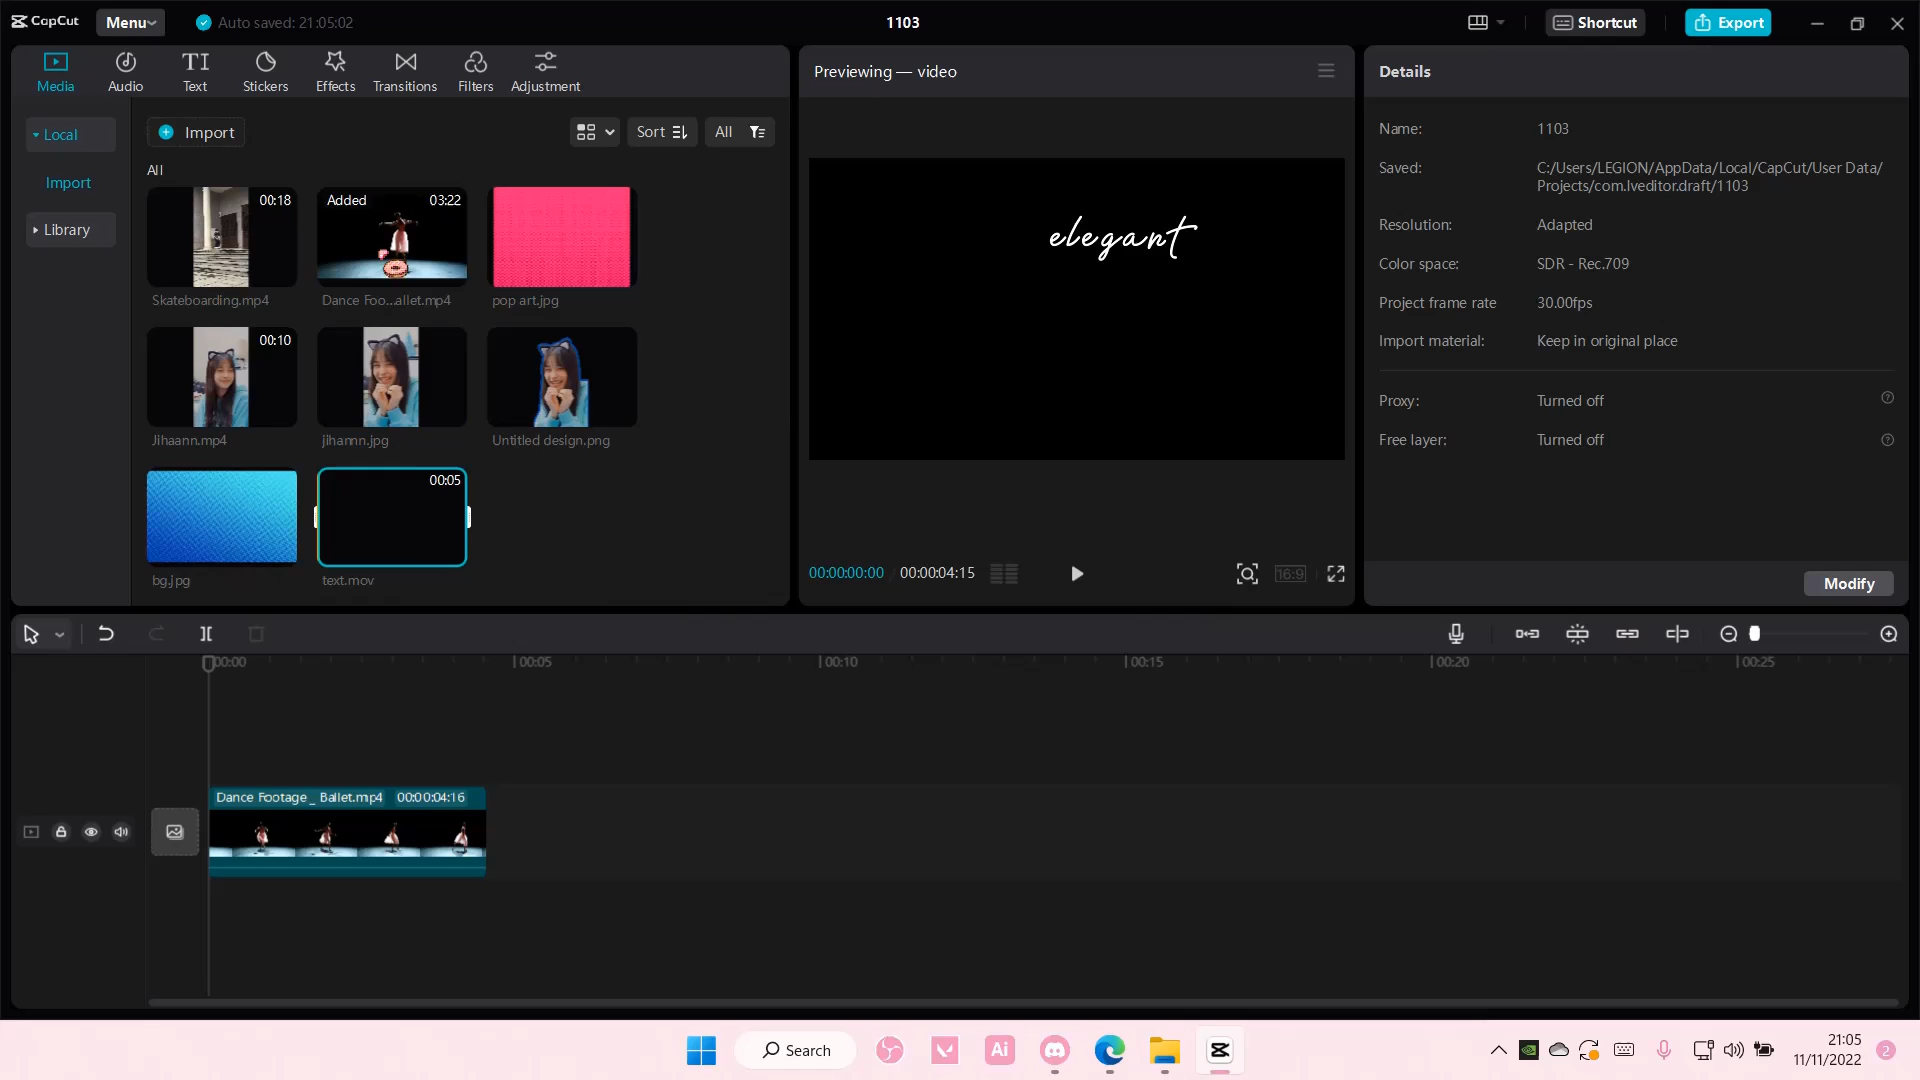 CapCut
Menu
Auto saved: 21:05:02
1103
Shortcut
Export
Media
Audio
TI
Text
Stickers
Effects
Transitions
Filters
Adjustment
Local
Import
Library
Import
Sort
All
All
00:18
Skateboarding.mp4
Added
03:22
Dance Foo...allet.mp4
pop art.jpg
00:10
Jihaann.mp4
jihannn.jpg
Untitled design.png
bg.jpg
00:05
text.mov
Previewing — video
elegant
00:00:00:00
00:00:04:15
16:9
Details
Name:
1103
Saved:
C:/Users/LEGION/AppData/Local/CapCut/User Data/
Projects/com.lveditor.draft/1103
Resolution:
Adapted
Color space:
SDR - Rec.709
Project frame rate
30.00fps
Import material:
Keep in original place
Proxy:
Turned off
Free layer:
Turned off
Modify
00:00
00:05
00:10
00:15
00:20
00:25
Dance Footage _ Ballet.mp4
00:00:04:16
Search
Ai
21:05
11/11/2022
2